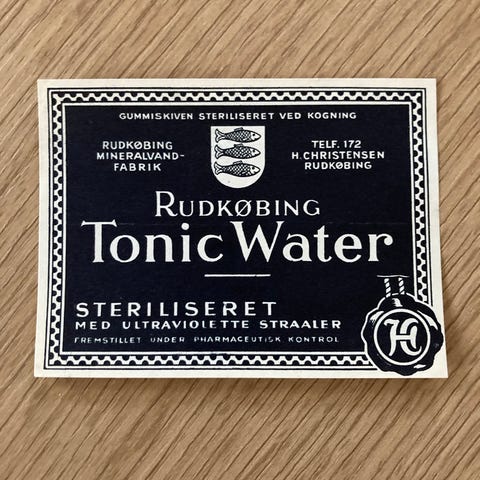 GUMMISKIVEN STERILISERET VED KOGNING
RUDKØBING
MINERALVAND-
FABRIK
TELF. 172
H. CHRISTENSEN
RUDKØBING
RUDKØBING
Tonic Water
STERILISERET
MED ULTRAVIOLETTE STRAALER
FREMSTILLET UNDER PHARMACEUTISK KONTROL
HC